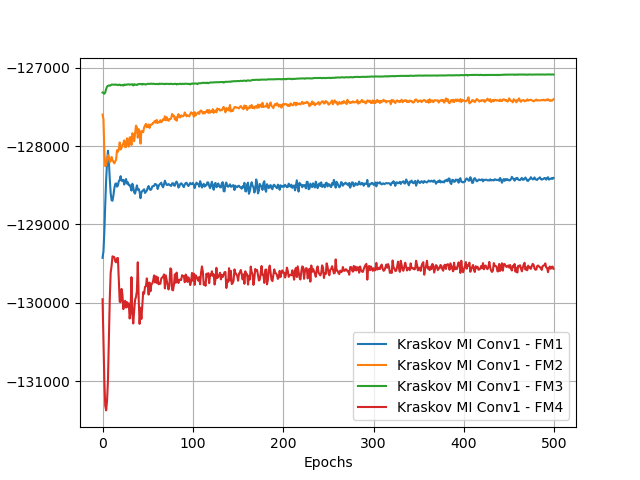 −127000
−128000
−129000
−130000
−131000
0 100 200 300 400 500
Epochs
Kraskov MI Conv1 - FM1
Kraskov MI Conv1 - FM2
Kraskov MI Conv1 - FM3
Kraskov MI Conv1 - FM4